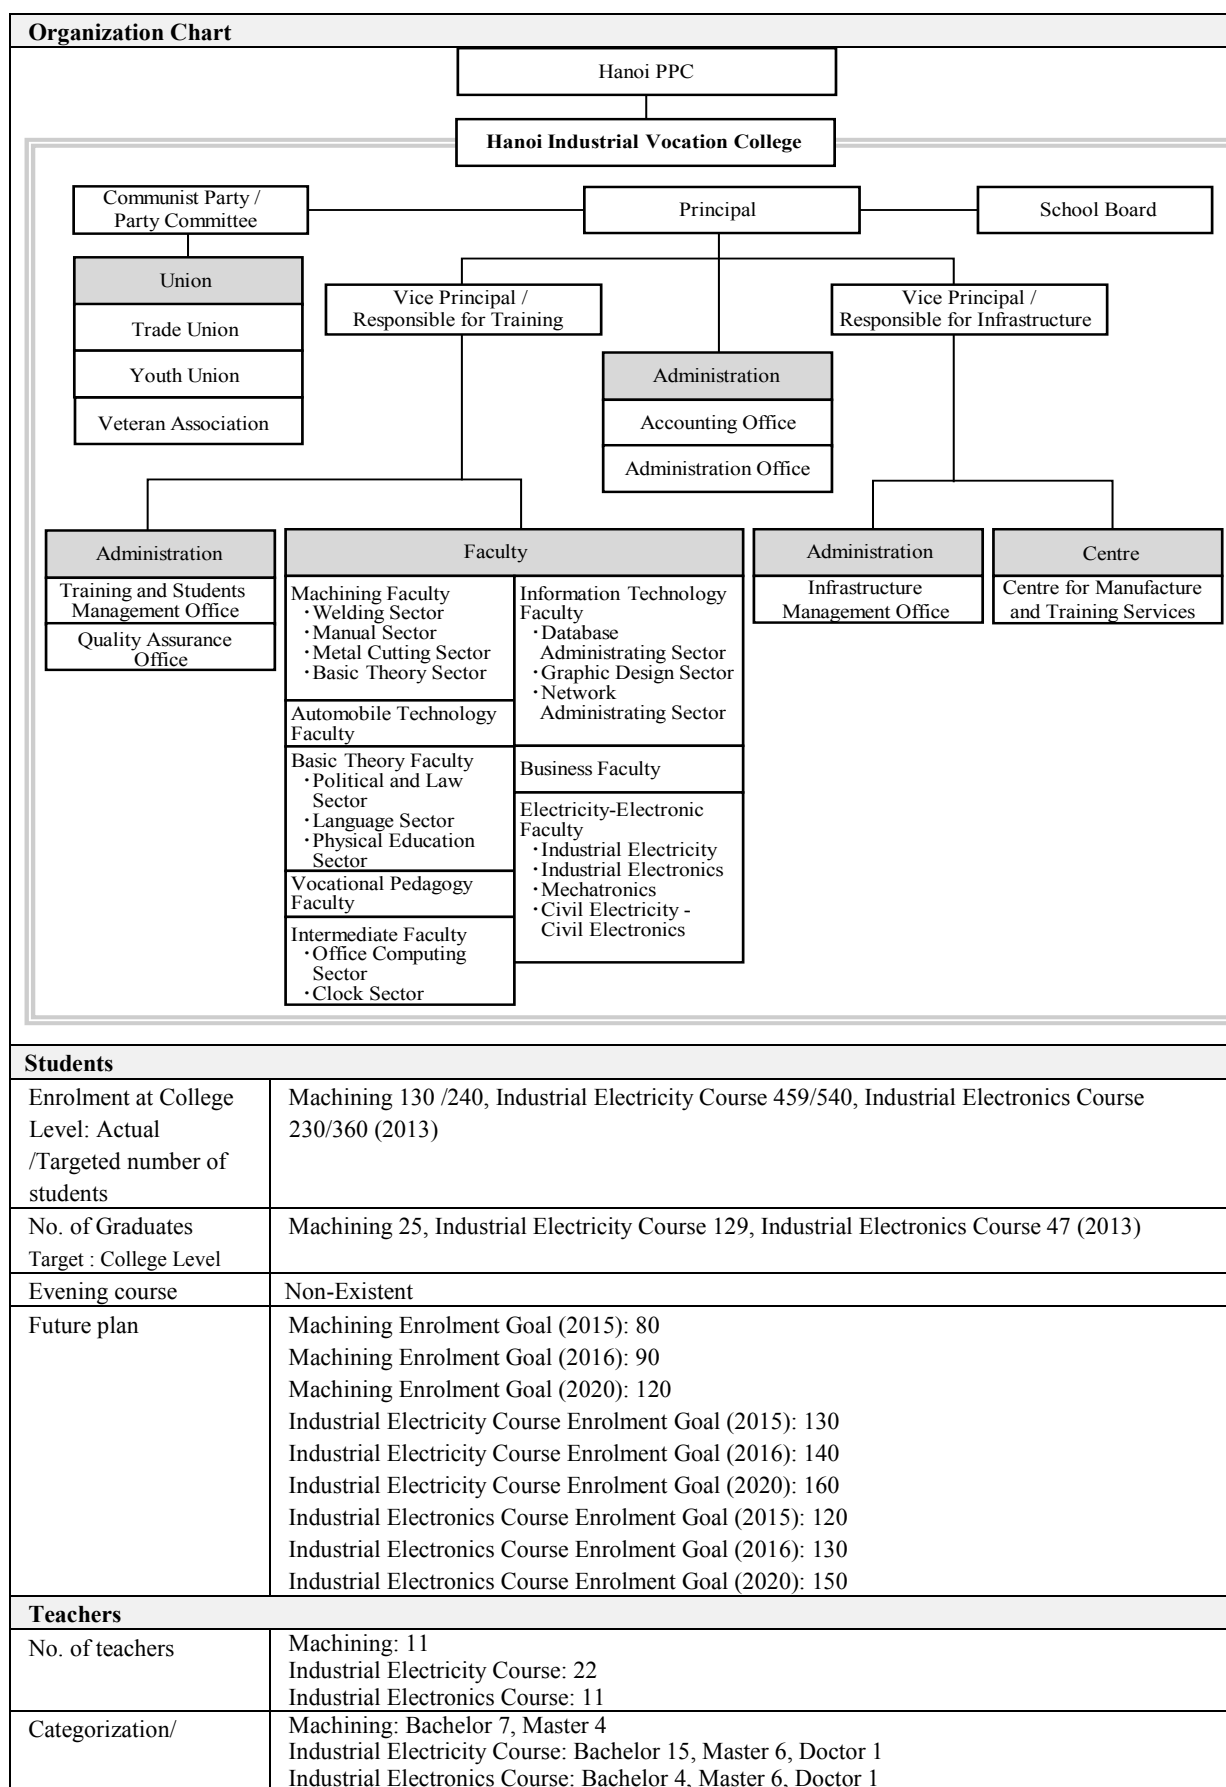 Organization Chart
Hanoi PPC
Hanoi Industrial Vocation College
Communist Party /
Party Committee
Principal
School Board
Union
Trade Union
Youth Union
Veteran Association
Vice Principal /
Responsible for Training
Vice Principal /
Responsible for Infrastructure
Administration
Accounting Office
Administration Office
Administration
Training and Students
Management Office
Quality Assurance
Office
Faculty
Machining Faculty
・Welding Sector
・Manual Sector
・Metal Cutting Sector
・Basic Theory Sector
Automobile Technology
Faculty
Basic Theory Faculty
・Political and Law
Sector
・Language Sector
・Physical Education
Sector
Vocational Pedagogy
Faculty
Intermediate Faculty
・Office Computing
Sector
・Clock Sector
Information Technology
Faculty
・Database
Administrating Sector
・Graphic Design Sector
・Network
Administrating Sector
Business Faculty
Electricity-Electronic
Faculty
・Industrial Electricity
・Industrial Electronics
・Mechatronics
・Civil Electricity -
Civil Electronics
Administration
Infrastructure
Management Office
Centre
Centre for Manufacture
and Training Services
Students
Enrolment at College
Level: Actual
/Targeted number of
students
Machining 130 /240, Industrial Electricity Course 459/540, Industrial Electronics Course
230/360 (2013)
No. of Graduates
Target : College Level
Machining 25, Industrial Electricity Course 129, Industrial Electronics Course 47 (2013)
Evening course
Non-Existent
Future plan
Machining Enrolment Goal (2015): 80
Machining Enrolment Goal (2016): 90
Machining Enrolment Goal (2020): 120
Industrial Electricity Course Enrolment Goal (2015): 130
Industrial Electricity Course Enrolment Goal (2016): 140
Industrial Electricity Course Enrolment Goal (2020): 160
Industrial Electronics Course Enrolment Goal (2015): 120
Industrial Electronics Course Enrolment Goal (2016): 130
Industrial Electronics Course Enrolment Goal (2020): 150
Teachers
No. of teachers
Machining: 11
Industrial Electricity Course: 22
Industrial Electronics Course: 11
Categorization/
Machining: Bachelor 7, Master 4
Industrial Electricity Course: Bachelor 15, Master 6, Doctor 1
Industrial Electronics Course: Bachelor 4, Master 6, Doctor 1